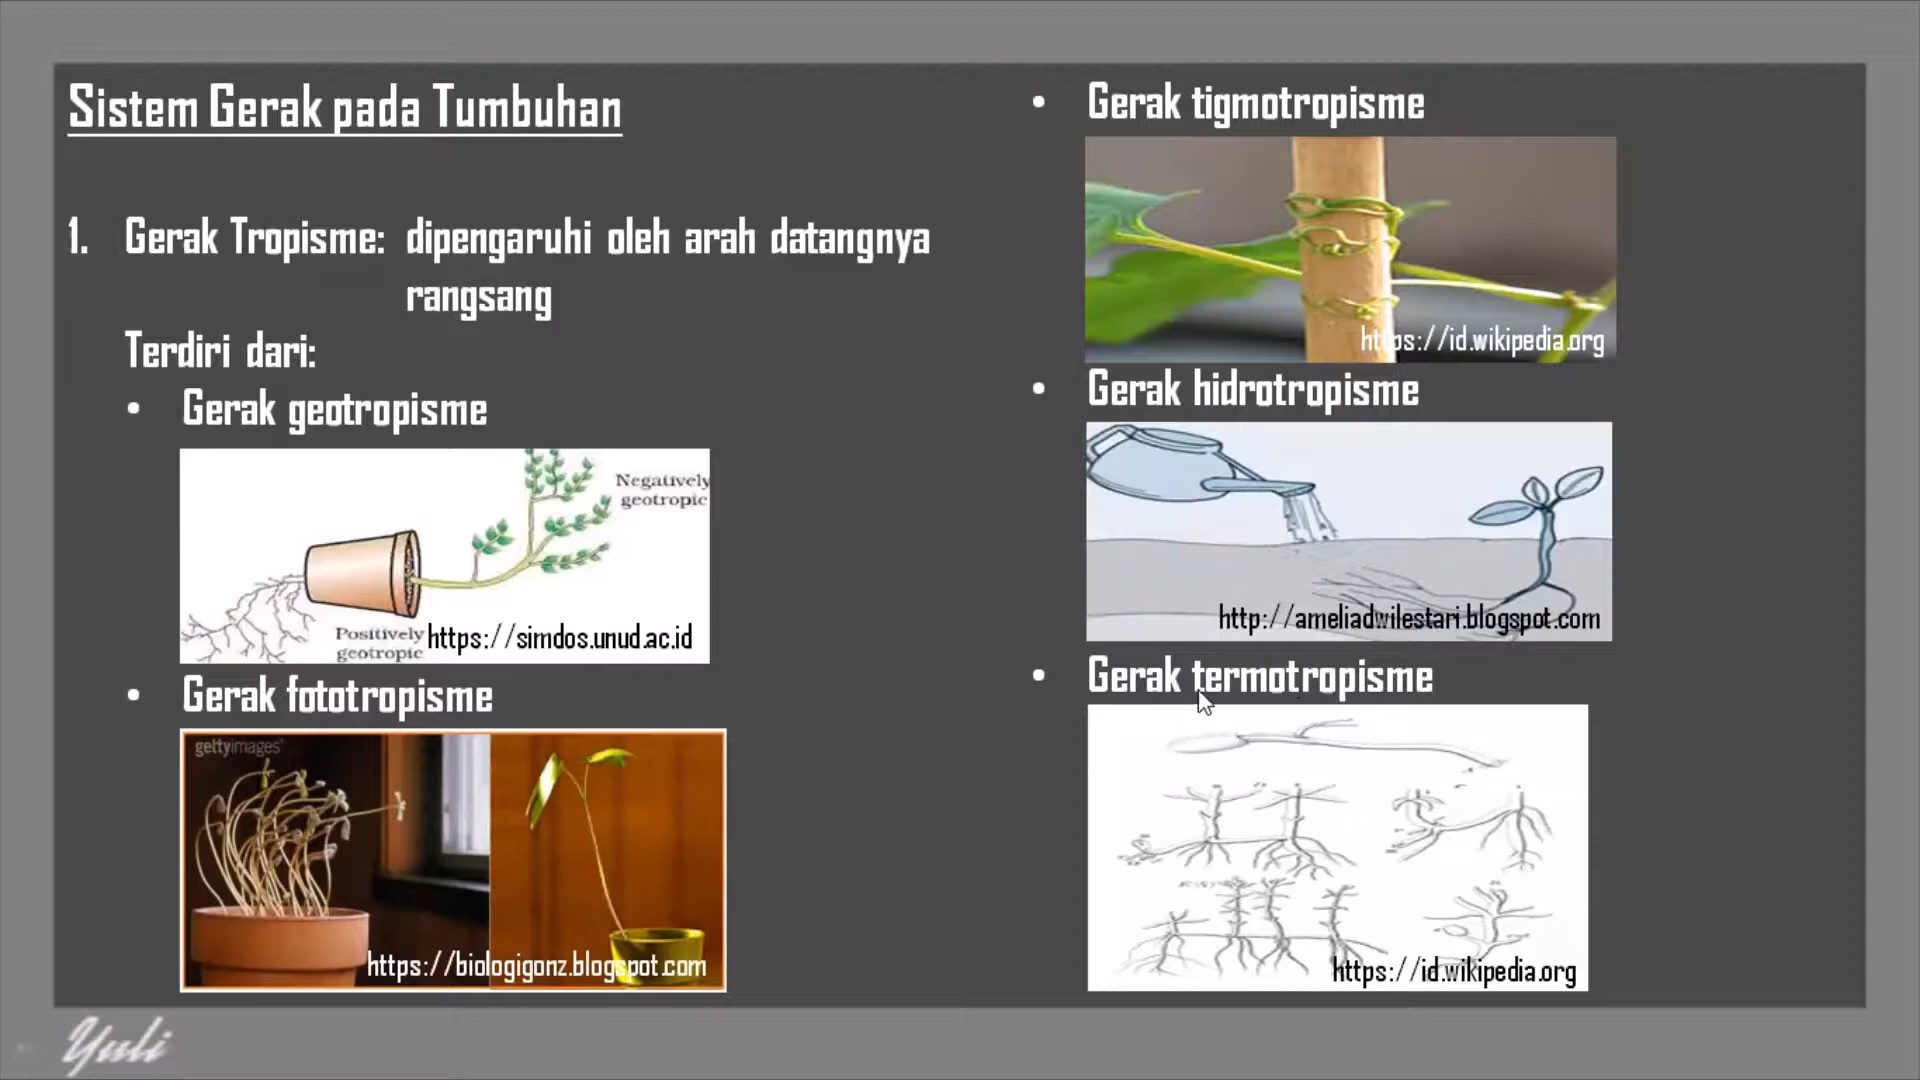 Sistem Gerak pada Tumbuhan
1. Gerak Tropisme: dipengaruhi oleh arah datangnya
rangsang
Terdiri dari:
• Gerak geotropisme
Negatively
geotropic
Positively
geotropic
https://simdos.unud.ac.id
• Gerak fototropisme
gettyimages®
https://biologigonz.blogspot.com
• Gerak tigmotropisme
https://id.wikipedia.org
• Gerak hidrotropisme
http://ameliadwilestari.blogspot.com
• Gerak termotropisme
https://id.wikipedia.org
Yuli